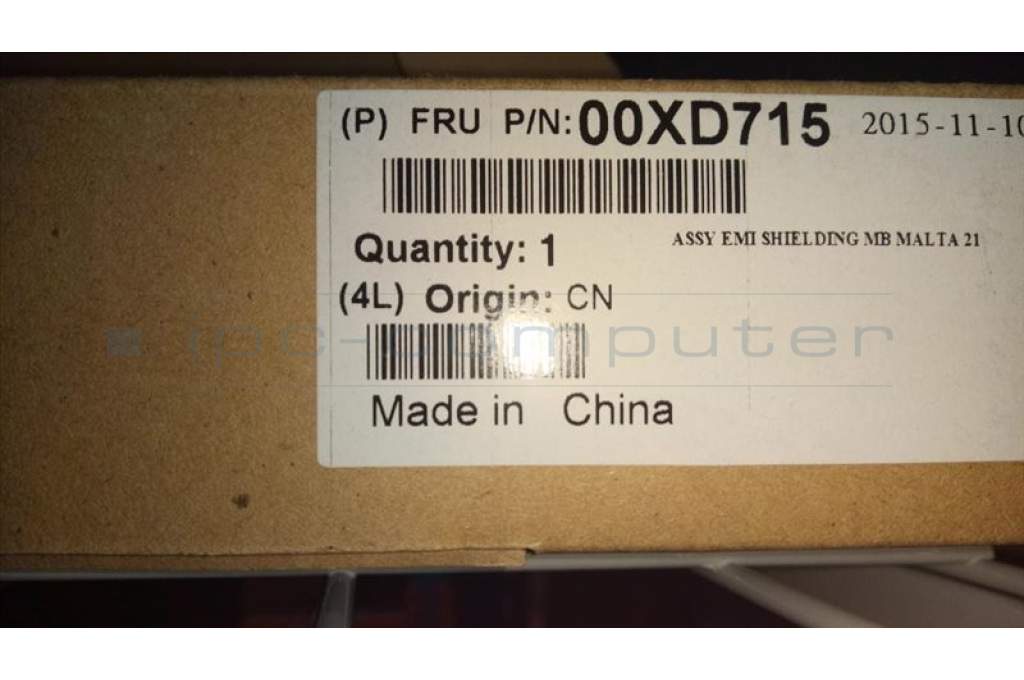 (P) FRU P/N: 00XD715 2015-11-10
Quantity: 1 ASSY EMI SHIELDING MB MALTA 21
(4L) Origin: CN
ipc-computer
Made in China